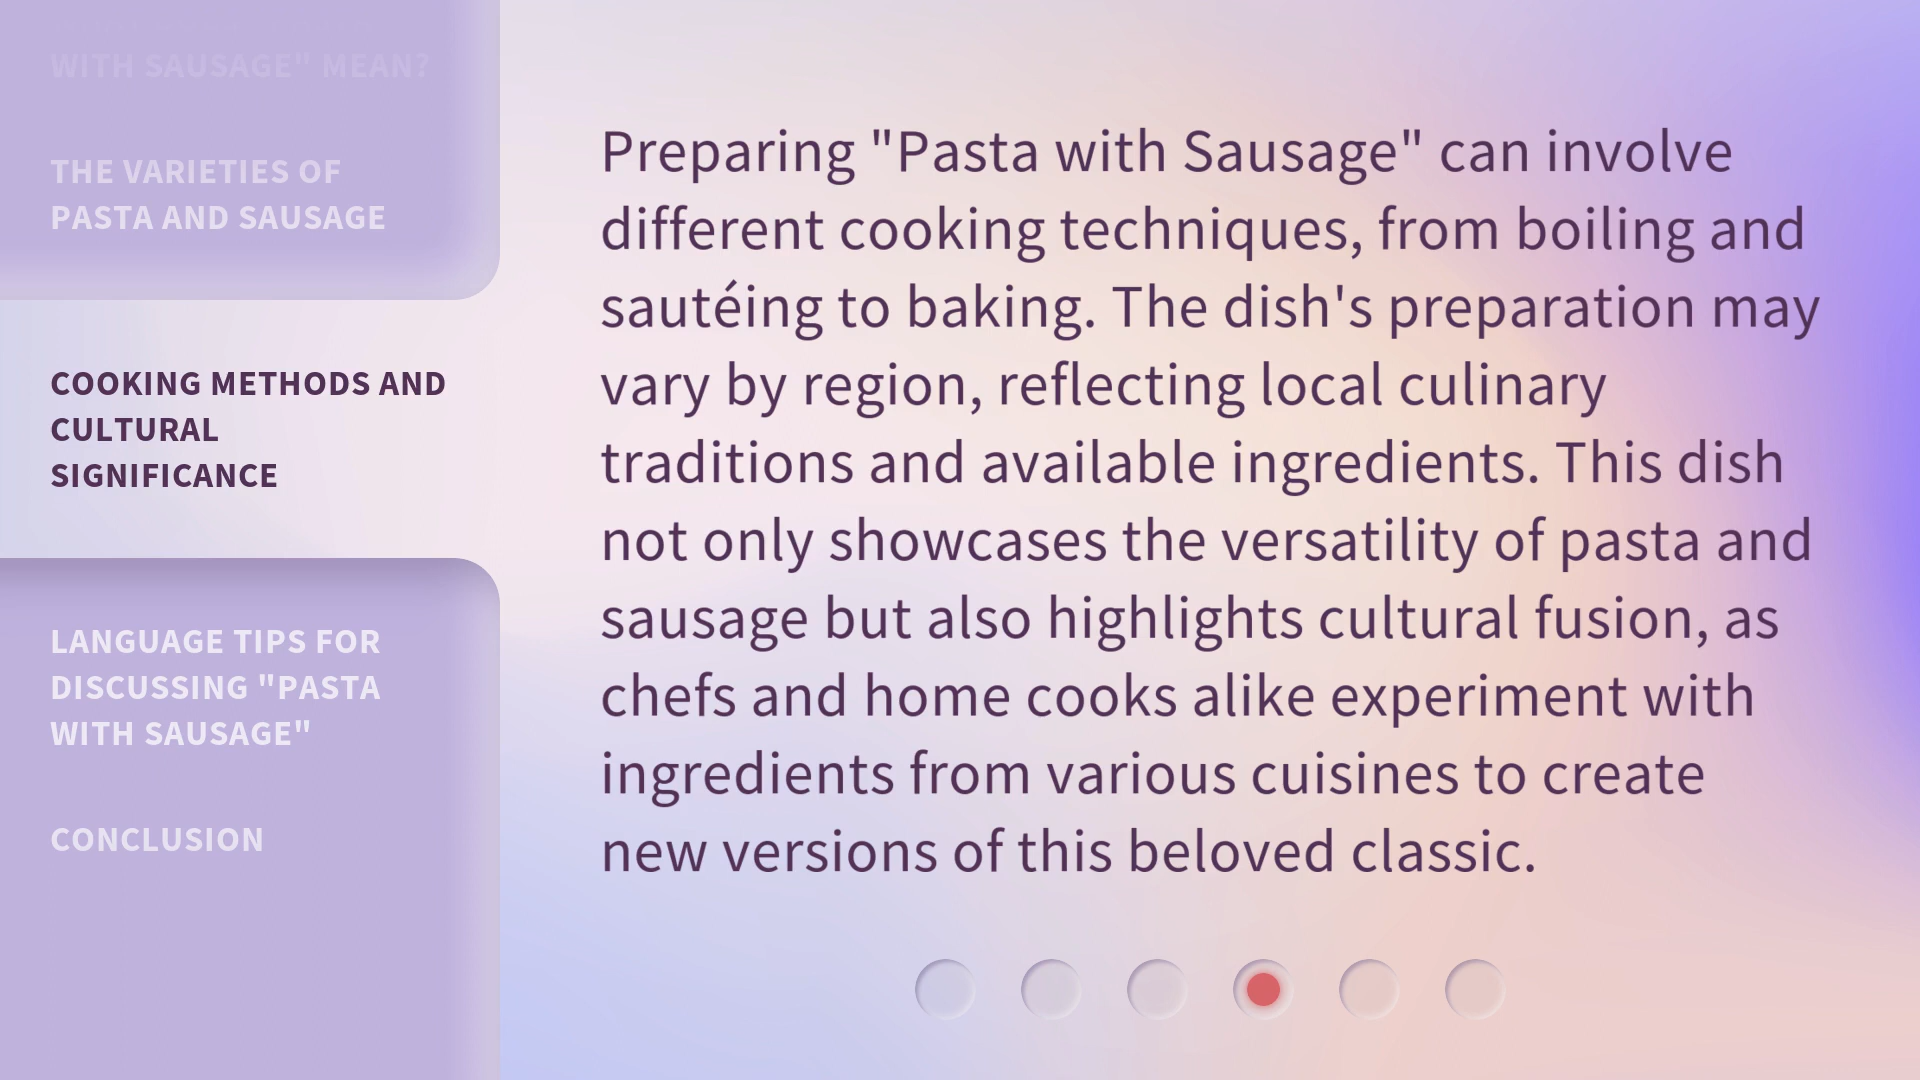 WITH SAUSAGE" MEAN?
THE VARIETIES OF
PASTA AND SAUSAGE
COOKING METHODS AND
CULTURAL
SIGNIFICANCE
LANGUAGE TIPS FOR
DISCUSSING "PASTA
WITH SAUSAGE"
CONCLUSION
Preparing "Pasta with Sausage" can involve
different cooking techniques, from boiling and
sautéing to baking. The dish's preparation may
vary by region, reflecting local culinary
traditions and available ingredients. This dish
not only showcases the versatility of pasta and
sausage but also highlights cultural fusion, as
chefs and home cooks alike experiment with
ingredients from various cuisines to create
new versions of this beloved classic.